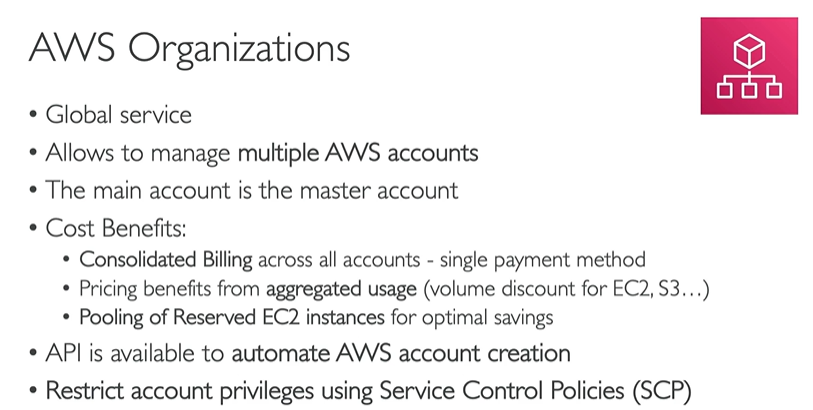 AWS Organizations
• Global service
• Allows to manage multiple AWS accounts
• The main account is the master account
• Cost Benefits:
• Consolidated Billing across all accounts - single payment method
• Pricing benefits from aggregated usage (volume discount for EC2, S3…)
• Pooling of Reserved EC2 instances for optimal savings
• API is available to automate AWS account creation
• Restrict account privileges using Service Control Policies (SCP)